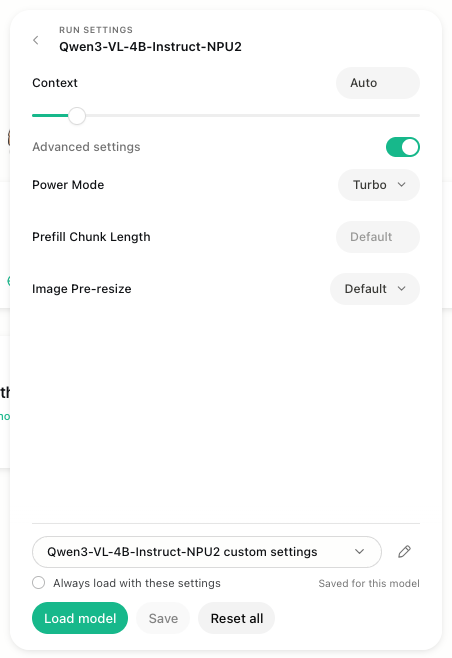 RUN SETTINGS
Qwen3-VL-4B-Instruct-NPU2
Context
Auto
Advanced settings
Power Mode
Turbo
Prefill Chunk Length
Default
Image Pre-resize
Default
Qwen3-VL-4B-Instruct-NPU2 custom settings
Always load with these settings
Saved for this model
Load model
Save
Reset all